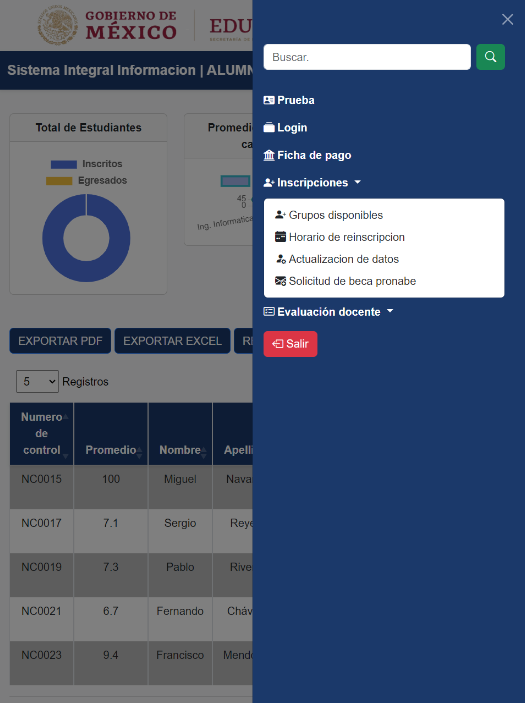 GOBIERNO DE
MÉXICO
EDU
Sistema Integral Informacion | ALUMN
Total de Estudiantes
Inscritos
Egresados
Promedi
ca
45
0
Ing. Informatica
EXPORTAR PDF
EXPORTAR EXCEL
RE
5
Registros
Numero de control
Promedio
Nombre
Apelli
NC0015 100 Miguel Nava
NC0017 7.1 Sergio Reye
NC0019 7.3 Pablo Rive
NC0021 6.7 Fernando Cháv
NC0023 9.4 Francisco Mend
Buscar.
Prueba
Login
Ficha de pago
Inscripciones
Grupos disponibles
Horario de reinscripcion
Actualizacion de datos
Solicitud de beca pronabe
Evaluación docente
Salir